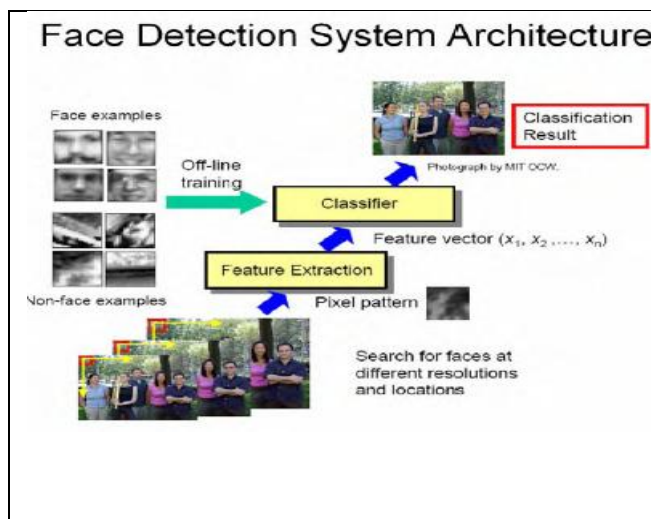 Face Detection System Architecture
Face examples
Classification
Result
Off-line
training
Photograph by MIT OCW.
Classifier
Feature vector (x1, x2 ...., xn)
Feature Extraction
Non-face examples
Pixel pattern
Search for faces at
different resolutions
and locations